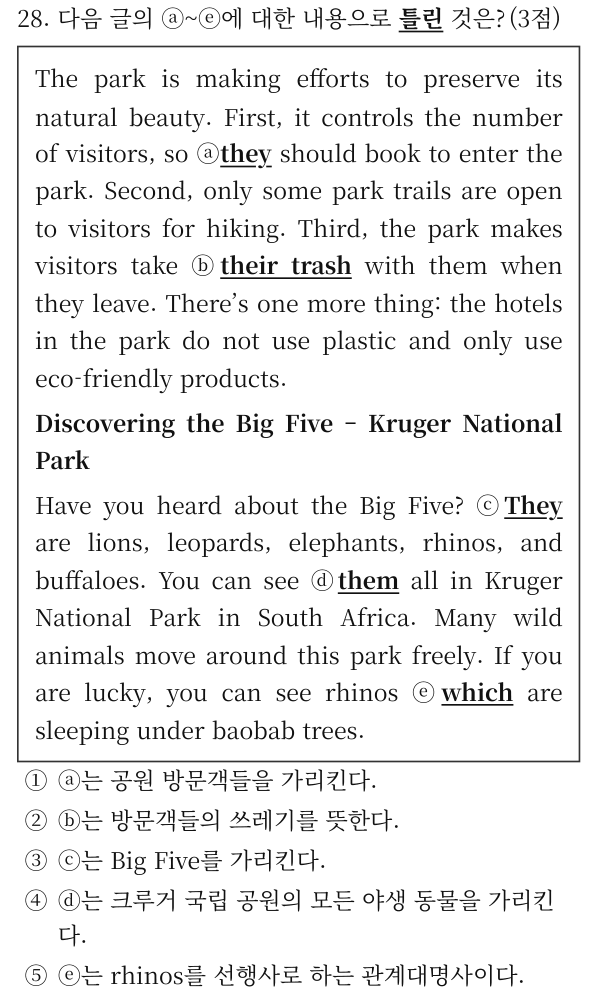 28. 다음 글의 ⓐ~ⓔ에 대한 내용으로 틀린 것은?(3점)
The park is making efforts to preserve its
natural beauty. First, it controls the number
of visitors, so ⓐthey should book to enter the
park. Second, only some park trails are open
to visitors for hiking. Third, the park makes
visitors take ⓑ their trash with them when
they leave. There’s one more thing: the hotels
in the park do not use plastic and only use
eco-friendly products.
Discovering the Big Five – Kruger National
Park
Have you heard about the Big Five? ⓒ They
are lions, leopards, elephants, rhinos, and
buffaloes. You can see ⓓ them all in Kruger
National Park in South Africa. Many wild
animals move around this park freely. If you
are lucky, you can see rhinos ⓔ which are
sleeping under baobab trees.
① ⓐ는 공원 방문객들을 가리킨다.
② ⓑ는 방문객들의 쓰레기를 뜻한다.
③ ⓒ는 Big Five를 가리킨다.
④ ⓓ는 크루거 국립 공원의 모든 야생 동물을 가리킨
다.
⑤ ⓔ는 rhinos를 선행사로 하는 관계대명사이다.